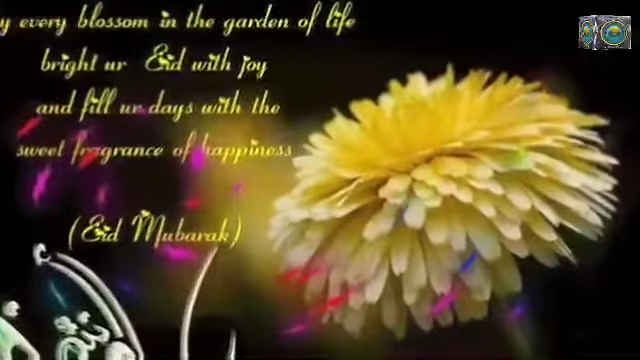 y every blossom in the garden of life
bright ur Eid with joy
and fill ur days with the
sweet fragrance of happiness
(Eid Mubarak)